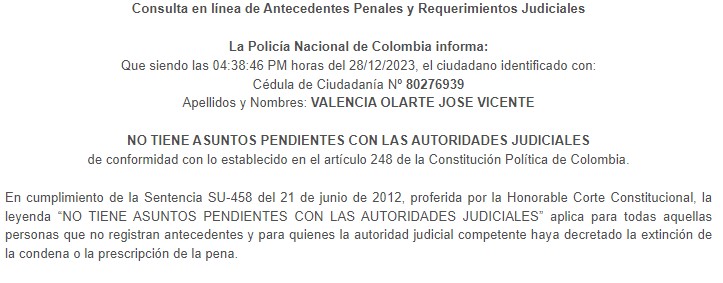 Consulta en línea de Antecedentes Penales y Requerimientos Judiciales
La Policía Nacional de Colombia informa:
Que siendo las 04:38:46 PM horas del 28/12/2023, el ciudadano identificado con:
Cédula de Ciudadanía Nº 80276939
Apellidos y Nombres: VALENCIA OLARTE JOSE VICENTE
NO TIENE ASUNTOS PENDIENTES CON LAS AUTORIDADES JUDICIALES
de conformidad con lo establecido en el artículo 248 de la Constitución Política de Colombia.
En cumplimiento de la Sentencia SU-458 del 21 de junio de 2012, proferida por la Honorable Corte Constitucional, la
leyenda “NO TIENE ASUNTOS PENDIENTES CON LAS AUTORIDADES JUDICIALES” aplica para todas aquellas
personas que no registran antecedentes y para quienes la autoridad judicial competente haya decretado la extinción de
la condena o la prescripción de la pena.